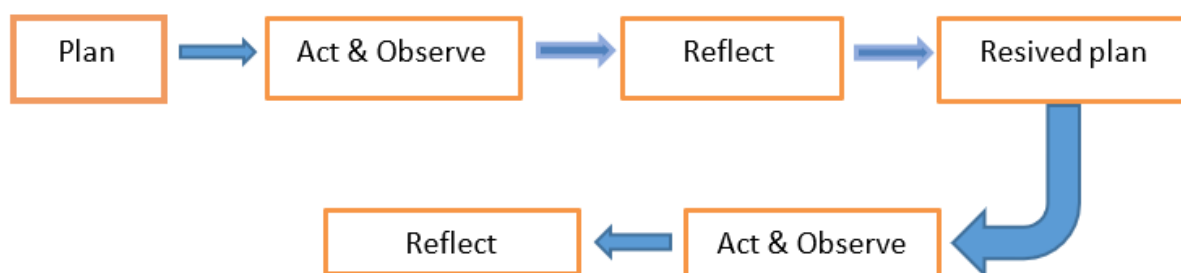 Plan
Act & Observe
Reflect
Resived plan
Act & Observe
Reflect